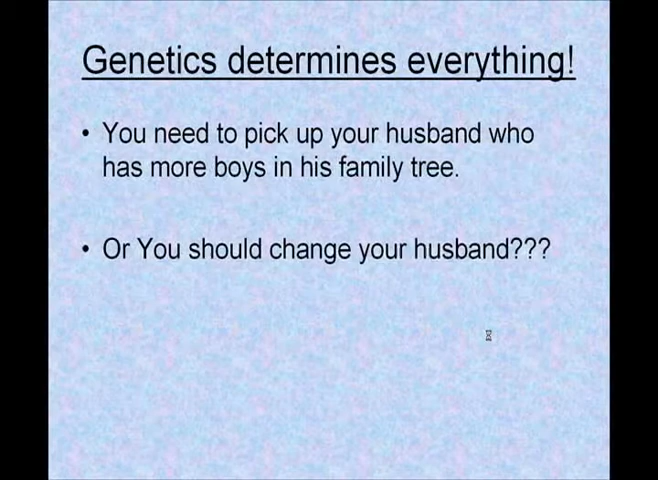 Genetics determines everything!
• You need to pick up your husband who
has more boys in his family tree.
• Or You should change your husband???